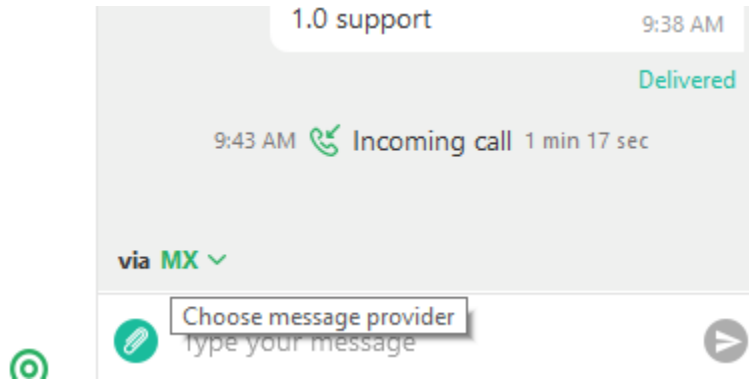 1.0 support
9:38 AM
Delivered
9:43 AM Incoming call 1 min 17 sec
via MX
Choose message provider
Type your message